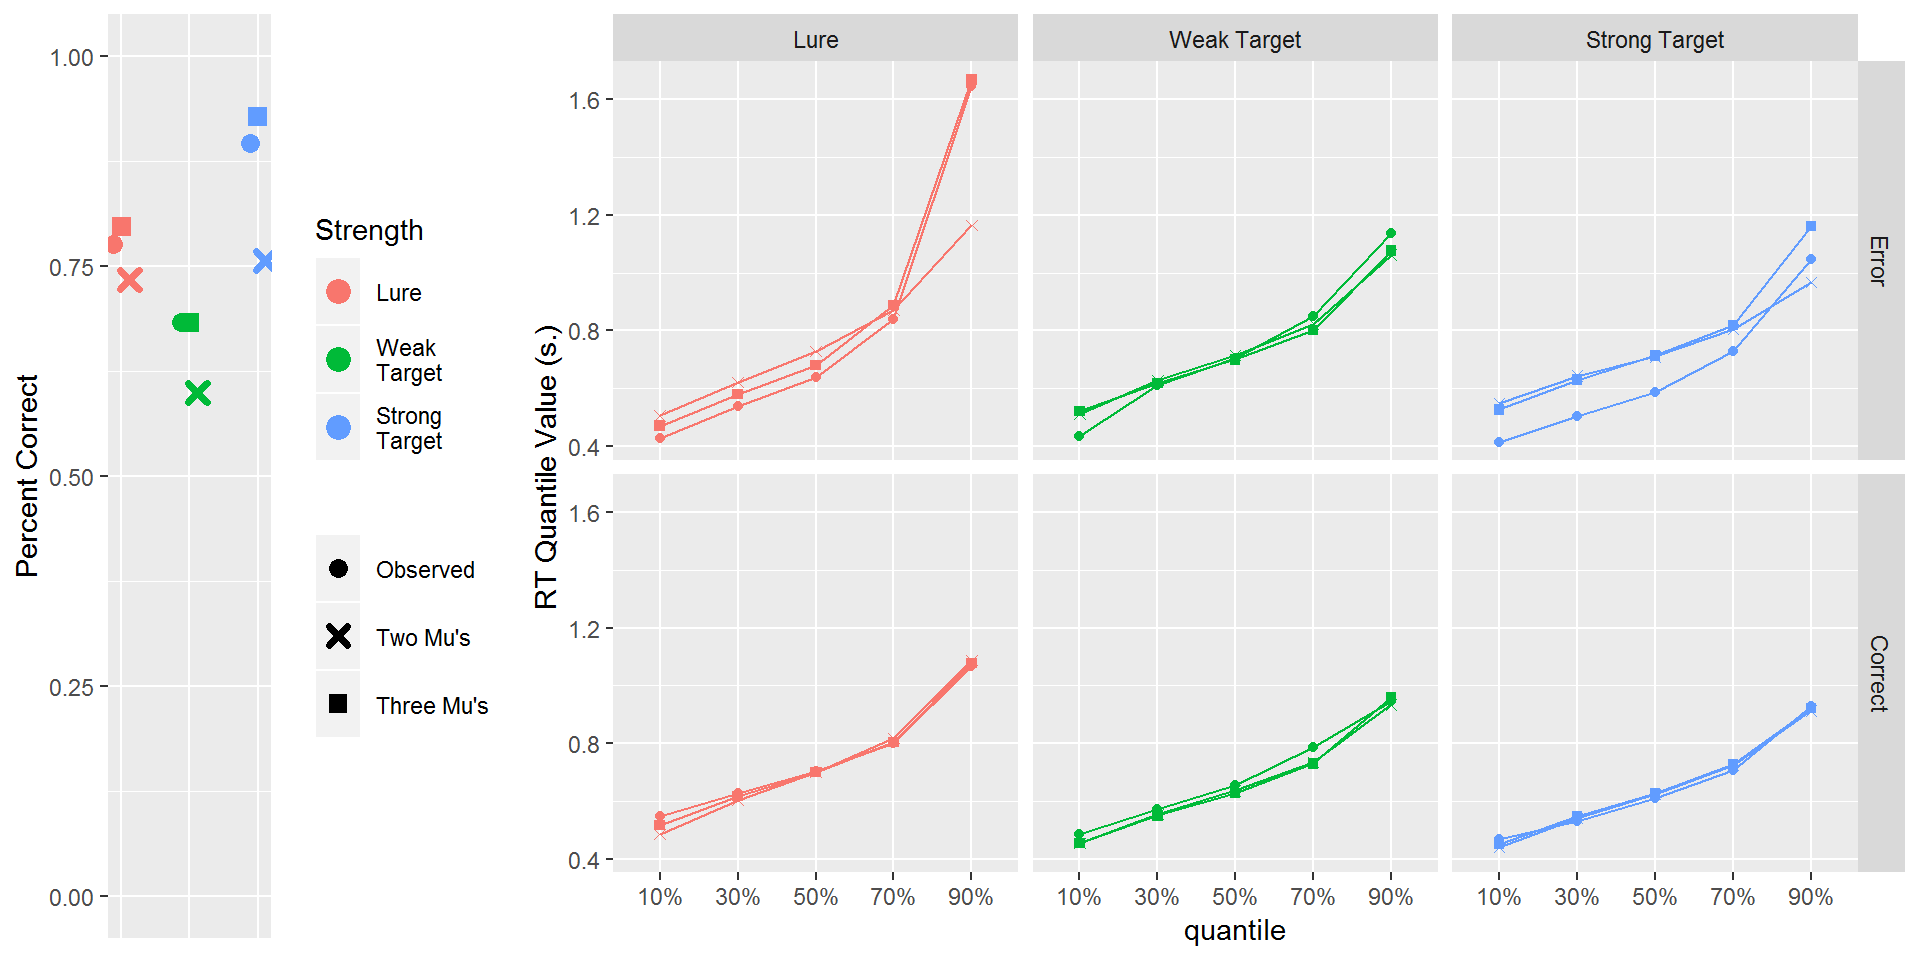 Percent Correct
1.00
0.75
0.50
0.25
0.00
Strength
Lure
Weak
Target
Strong
Target
Observed
Two Mu's
Three Mu's
RT Quantile Value (s.)
Lure
Weak Target
Strong Target
1.6
1.2
0.8
0.4
Error
1.6
1.2
0.8
0.4
Correct
10% 30% 50% 70% 90%
10% 30% 50% 70% 90%
10% 30% 50% 70% 90%
quantile